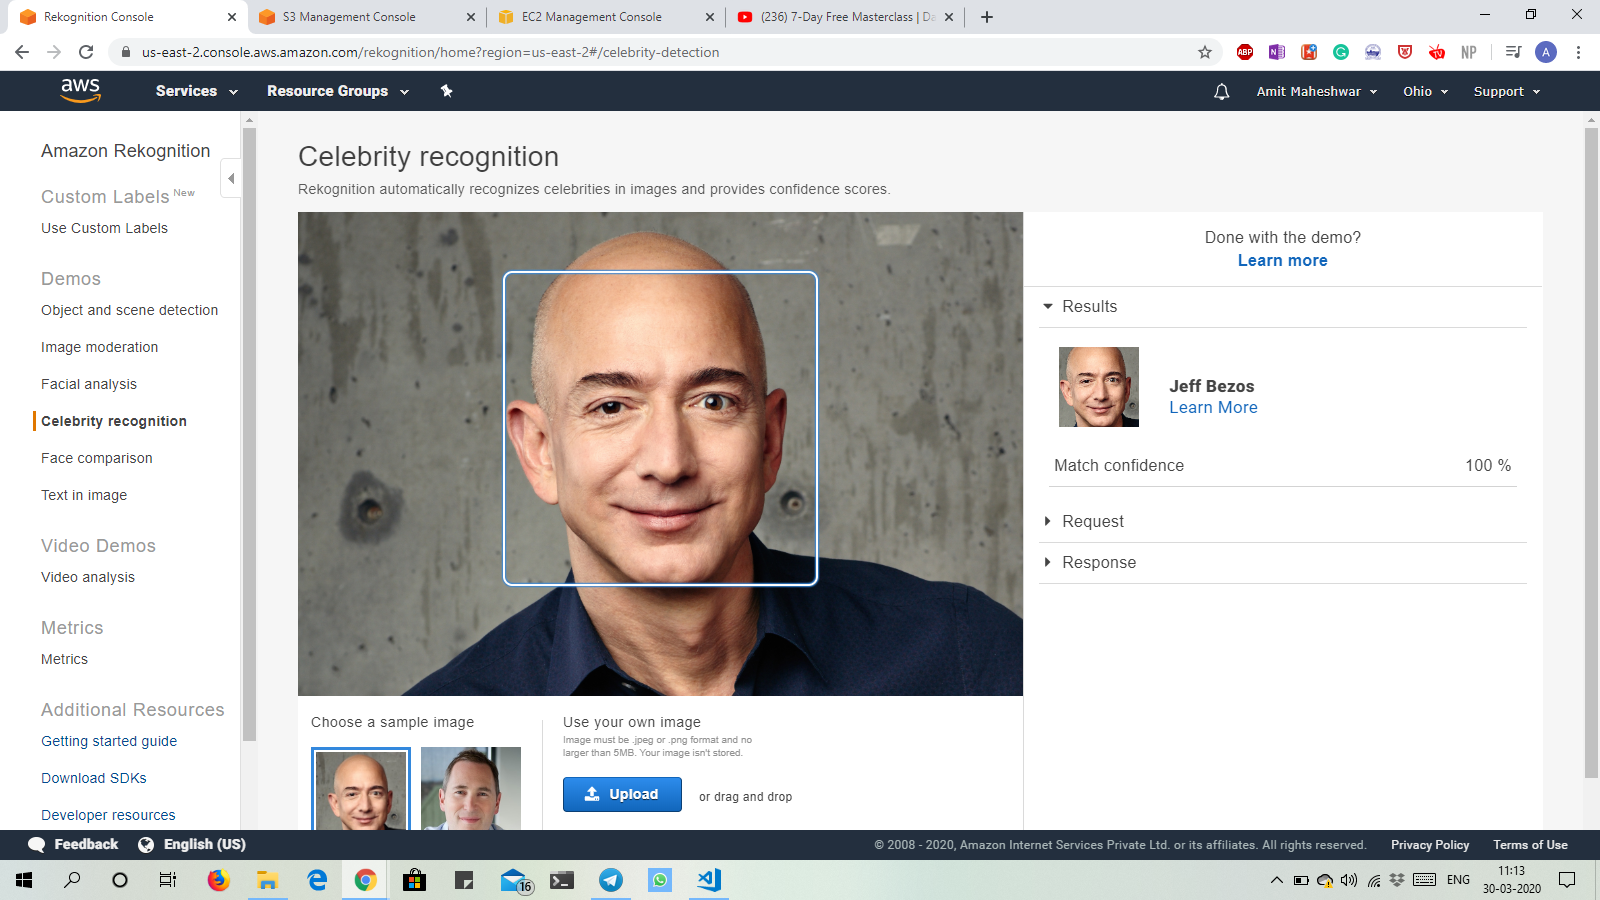 Rekognition Console
S3 Management Console
EC2 Management Console
(236) 7-Day Free Masterclass | Da
us-east-2.console.aws.amazon.com/rekognition/home?region=us-east-2#/celebrity-detection
ABP
N
G
TV
NP
A
aws
Services
Resource Groups
Amit Maheshwar
Ohio
Support
Amazon Rekognition
Custom Labels New
Use Custom Labels
Demos
Object and scene detection
Image moderation
Facial analysis
Celebrity recognition
Face comparison
Text in image
Video Demos
Video analysis
Metrics
Metrics
Additional Resources
Getting started guide
Download SDKs
Developer resources
Celebrity recognition
Rekognition automatically recognizes celebrities in images and provides confidence scores.
Done with the demo?
Learn more
Results
Jeff Bezos
Learn More
Match confidence 100 %
Request
Response
Choose a sample image
Use your own image
Image must be .jpeg or .png format and no
larger than 5MB. Your image isn't stored.
Upload
or drag and drop
Feedback
English (US)
© 2008 - 2020, Amazon Internet Services Private Ltd. or its affiliates. All rights reserved.
Privacy Policy
Terms of Use
16
ENG
11:13
30-03-2020